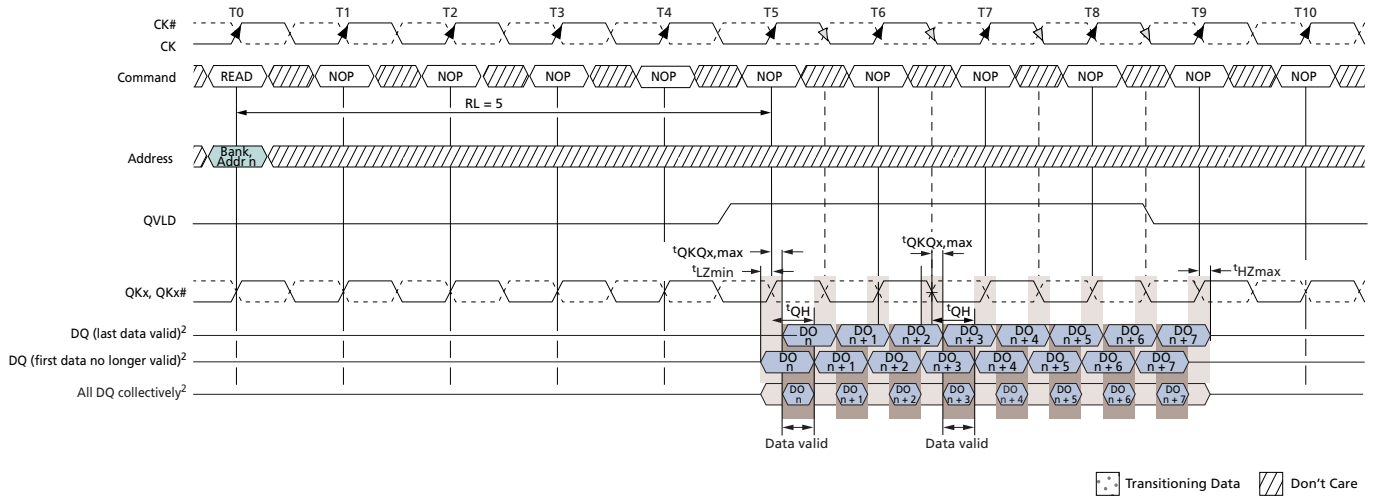 T0 T1 T2 T3 T4 T5 T6 T7 T8 T9 T10
CK#
CK
Command READ NOP NOP NOP NOP NOP NOP NOP NOP NOP NOP
RL = 5
Address Bank, Addr n
QVLD
tQKQx,max tQKQx,max
tLZmin tHZmax
QKx, QKx#
tQH tQH
DQ (last data valid)2 DO n DO n + 1 DO n + 2 DO n + 3 DO n + 4 DO n + 5 DO n + 6 DO n + 7
DQ (first data no longer valid)2 DO n DO n + 1 DO n + 2 DO n + 3 DO n + 4 DO n + 5 DO n + 6 DO n + 7
All DQ collectively2 DO n DO n + 1 DO n + 2 DO n + 3 DO n + 4 DO n + 5 DO n + 6 DO n + 7
Data valid Data valid
Transitioning Data Don't Care